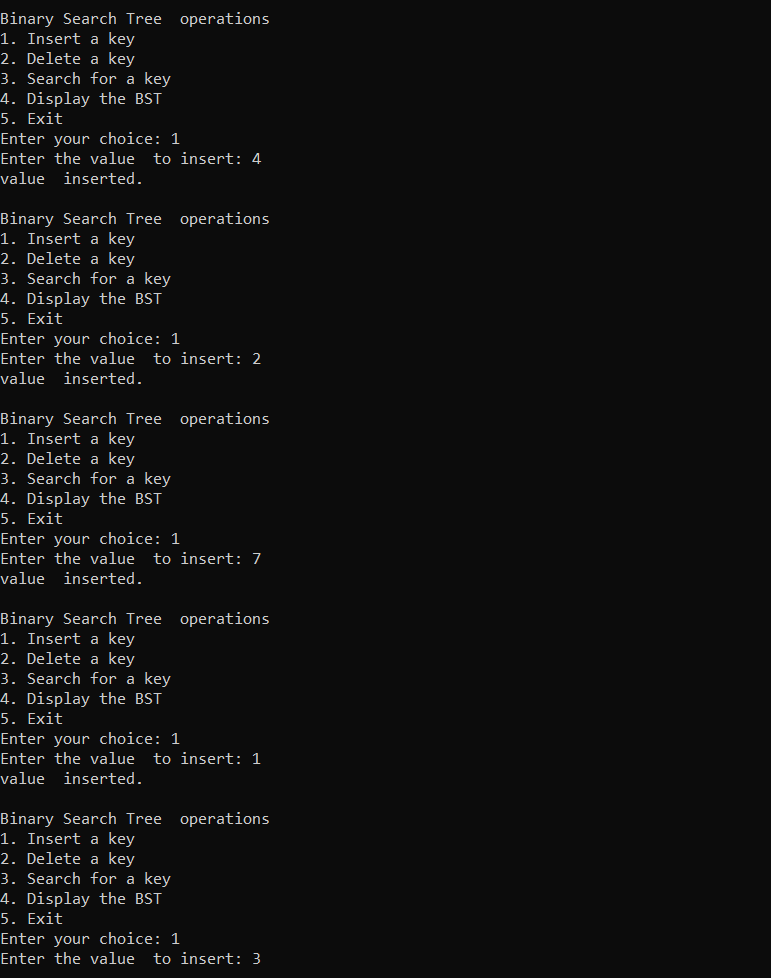 Binary Search Tree  operations
1. Insert a key
2. Delete a key
3. Search for a key
4. Display the BST
5. Exit
Enter your choice: 1
Enter the value  to insert: 4
value  inserted.

Binary Search Tree  operations
1. Insert a key
2. Delete a key
3. Search for a key
4. Display the BST
5. Exit
Enter your choice: 1
Enter the value  to insert: 2
value  inserted.

Binary Search Tree  operations
1. Insert a key
2. Delete a key
3. Search for a key
4. Display the BST
5. Exit
Enter your choice: 1
Enter the value  to insert: 7
value  inserted.

Binary Search Tree  operations
1. Insert a key
2. Delete a key
3. Search for a key
4. Display the BST
5. Exit
Enter your choice: 1
Enter the value  to insert: 1
value  inserted.

Binary Search Tree  operations
1. Insert a key
2. Delete a key
3. Search for a key
4. Display the BST
5. Exit
Enter your choice: 1
Enter the value  to insert: 3